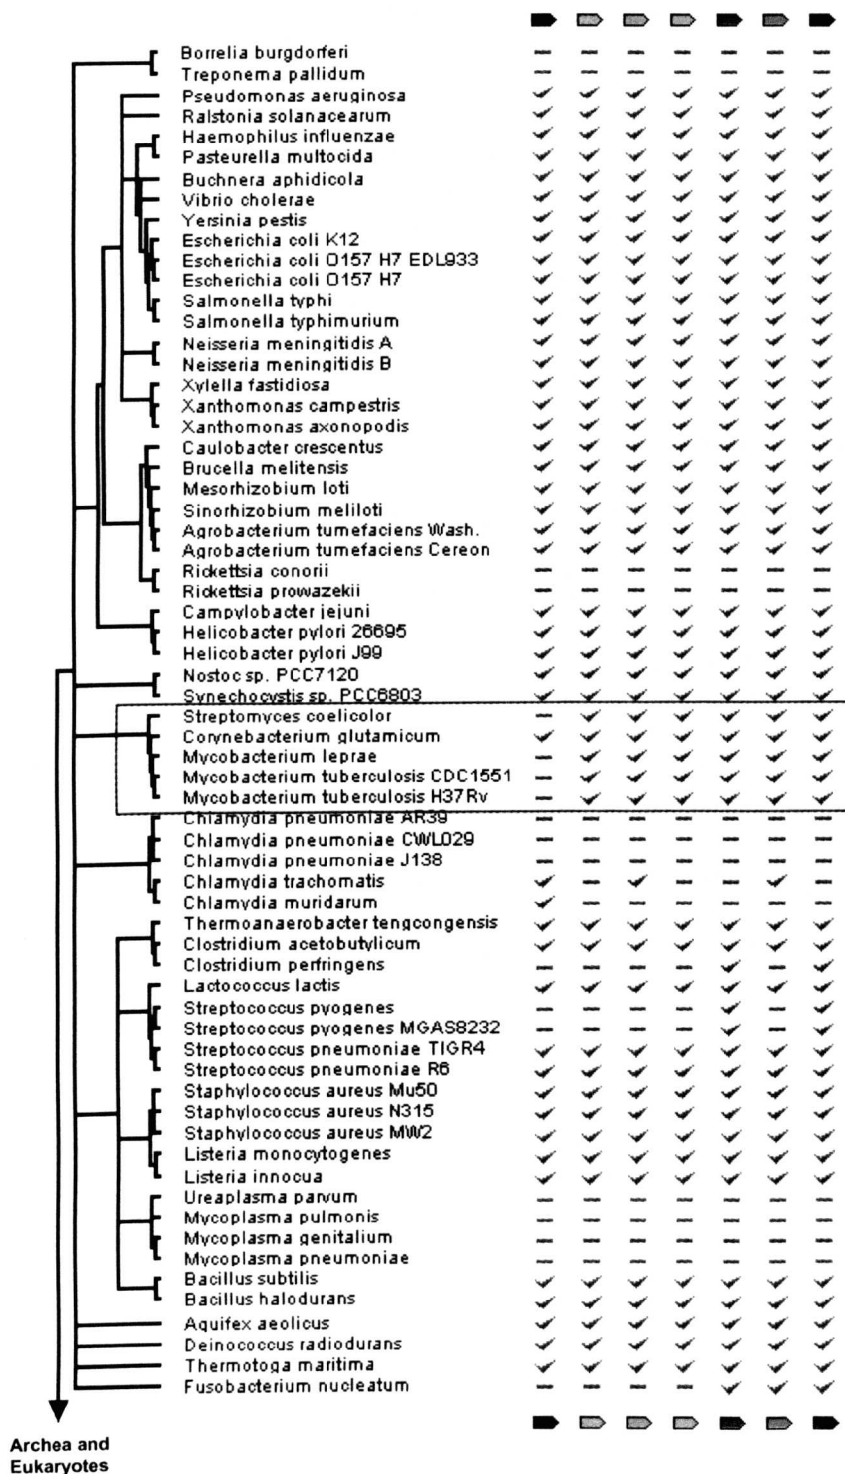 Borrelia burgdorferi
Treponema pallidum
Pseudomonas aeruginosa
Ralstonia solanacearum
Haemophilus influenzae
Pasteurella multocida
Buchnera aphidicola
Vibrio cholerae
Yersinia pestis
Escherichia coli K12
Escherichia coli O157 H7 EDL933
Escherichia coli O157 H7
Salmonella typhi
Salmonella typhimurium
Neisseria meningitidis A
Neisseria meningitidis B
Xylella fastidiosa
Xanthomonas campestris
Xanthomonas axonopodis
Caulobacter crescentus
Brucella melitensis
Mesorhizobium loti
Sinorhizobium meliloti
Agrobacterium tumefaciens Wash.
Agrobacterium tumefaciens Cereon
Rickettsia conorii
Rickettsia prowazekii
Campylobacter jejuni
Helicobacter pylori 26695
Helicobacter pylori J99
Nostoc sp. PCC7120
Synechocystis sp. PCC6803
Streptomyces coelicolor
Corynebacterium glutamicum
Mycobacterium leprae
Mycobacterium tuberculosis CDC1551
Mycobacterium tuberculosis H37Rv
Chlamydia pneumoniae AR39
Chlamydia pneumoniae CWL029
Chlamydia pneumoniae J138
Chlamydia trachomatis
Chlamydia muridarum
Thermoanaerobacter tengcongensis
Clostridium acetobutylicum
Clostridium perfringens
Lactococcus lactis
Streptococcus pyogenes
Streptococcus pyogenes MGAS8232
Streptococcus pneumoniae TIGR4
Streptococcus pneumoniae R6
Staphylococcus aureus Mu50
Staphylococcus aureus N315
Staphylococcus aureus MW2
Listeria monocytogenes
Listeria innocua
Ureaplasma parvum
Mycoplasma pulmonis
Mycoplasma genitalium
Mycoplasma pneumoniae
Bacillus subtilis
Bacillus halodurans
Aquifex aeolicus
Deinococcus radiodurans
Thermotoga maritima
Fusobacterium nucleatum
Archea and
Eukaryotes